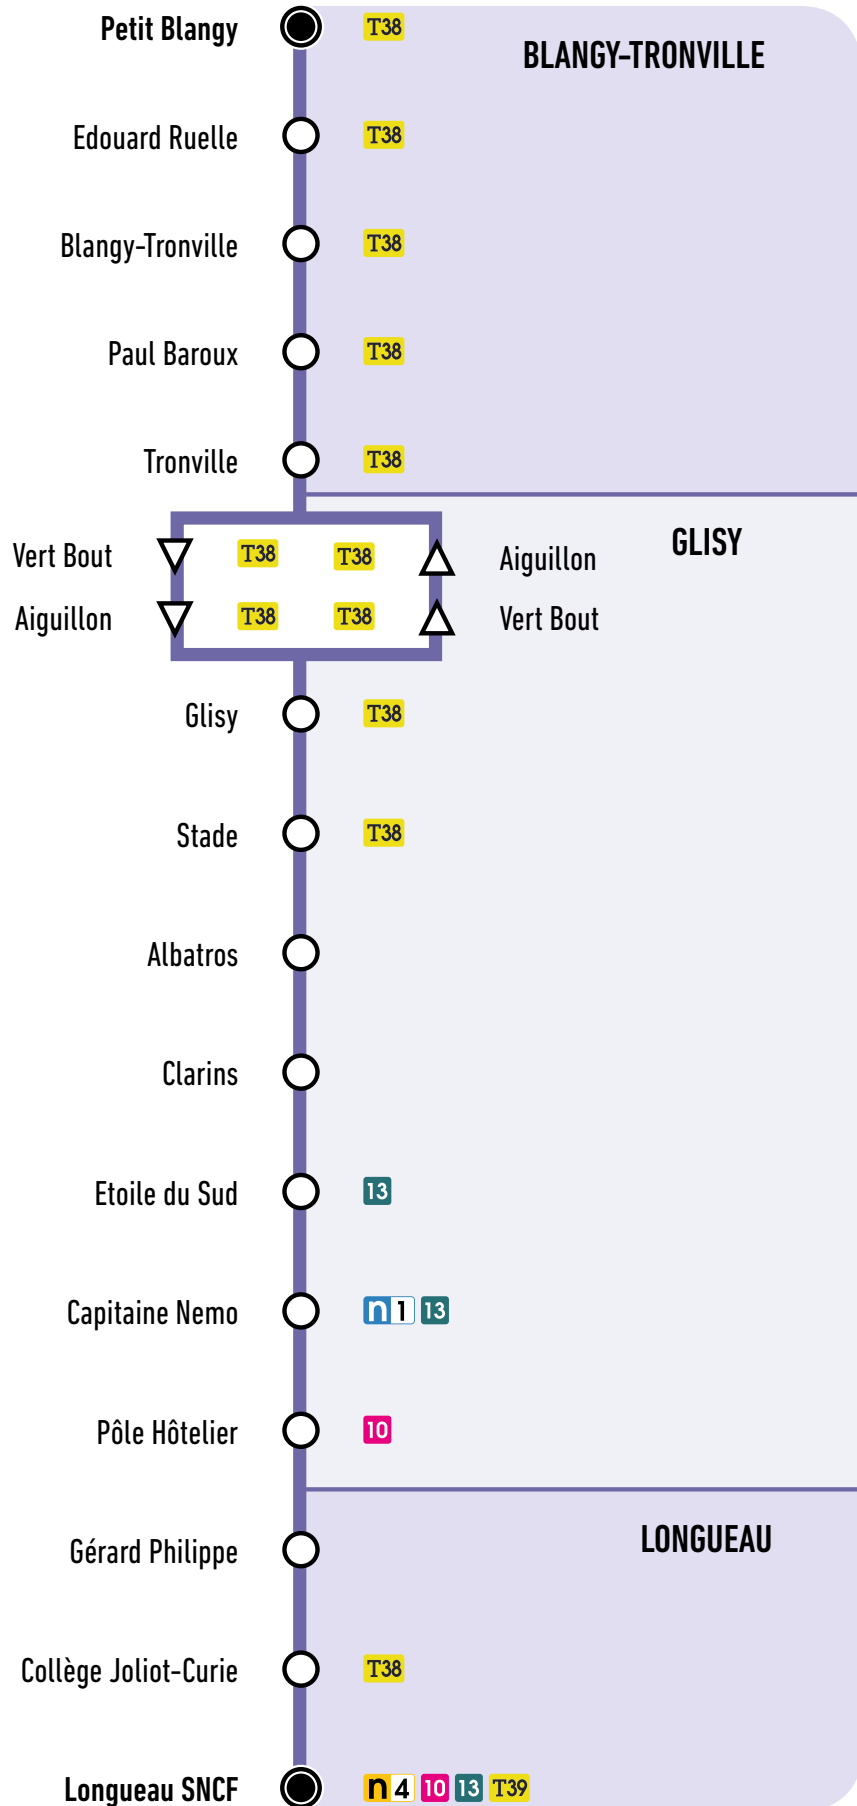 Petit Blangy T38
BLANGY-TRONVILLE
Edouard Ruelle T38
Blangy-Tronville T38
Paul Baroux T38
Tronville T38
GLISY
Vert Bout T38 T38 Aiguillon
Aiguillon T38 T38 Vert Bout
Glisy T38
Stade T38
Albatros
Clarins
Etoile du Sud 13
Capitaine Nemo n 1 13
Pôle Hôtelier 10
LONGUEAU
Gérard Philippe
Collège Joliot-Curie T38
Longueau SNCF n 4 10 13 T39